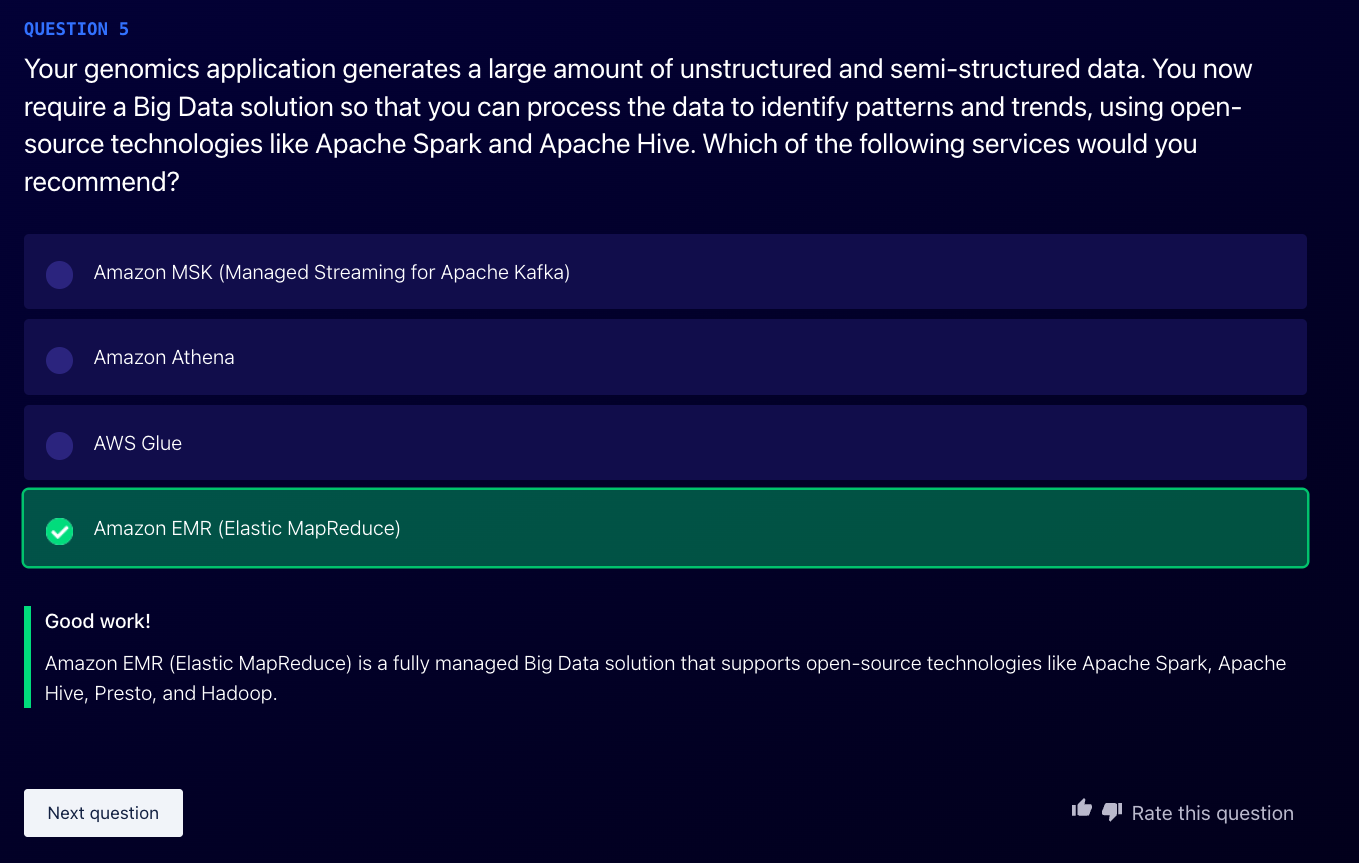 QUESTION 5
Your genomics application generates a large amount of unstructured and semi-structured data. You now
require a Big Data solution so that you can process the data to identify patterns and trends, using open-
source technologies like Apache Spark and Apache Hive. Which of the following services would you
recommend?
Amazon MSK (Managed Streaming for Apache Kafka)
Amazon Athena
AWS Glue
Amazon EMR (Elastic MapReduce)
Good work!
Amazon EMR (Elastic MapReduce) is a fully managed Big Data solution that supports open-source technologies like Apache Spark, Apache
Hive, Presto, and Hadoop.
Next question
Rate this question